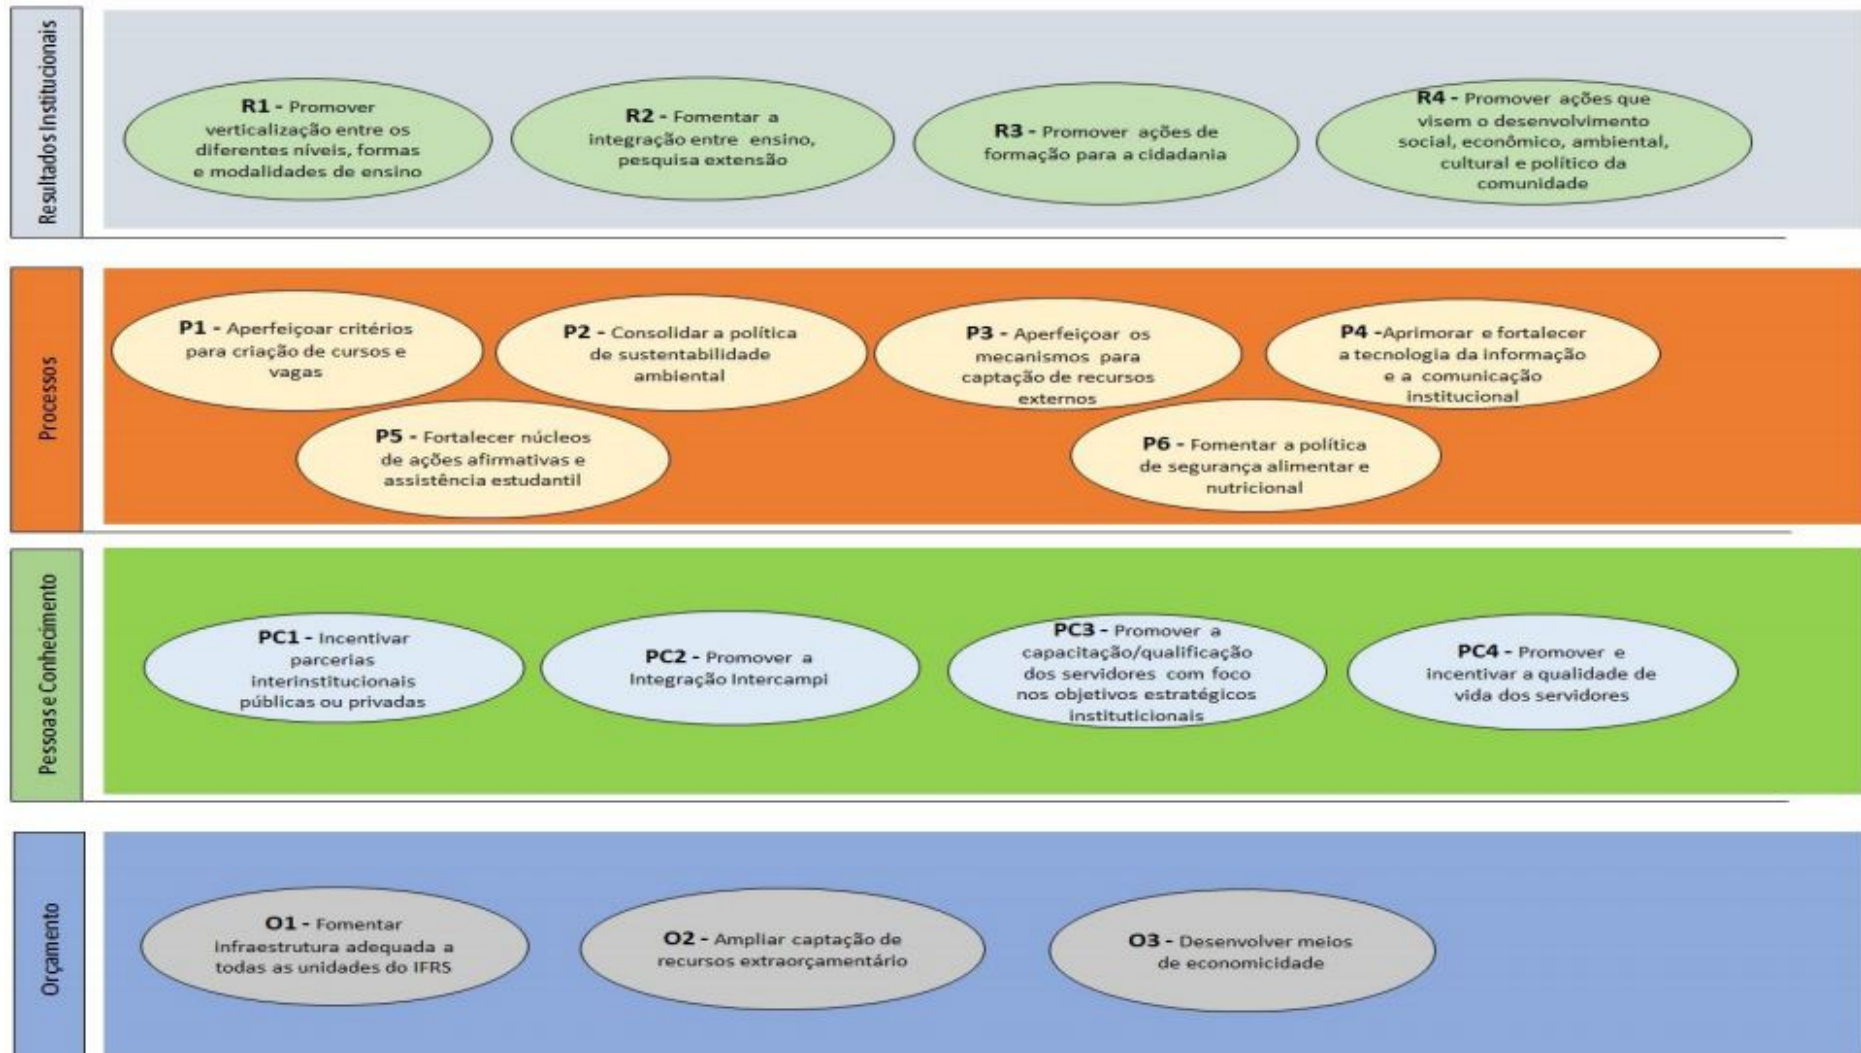 Resultados Institucionais
R1 - Promover
verticalização entre os
diferentes níveis, formas
e modalidades de ensino
R2 - Fomentar a
integração entre ensino,
pesquisa extensão
R3 - Promover ações de
formação para a cidadania
R4 - Promover ações que
visem o desenvolvimento
social, econômico, ambiental,
cultural e político da
comunidade
Processos
P1 - Aperfeiçoar critérios
para criação de cursos e
vagas
P2 - Consolidar a política
de sustentabilidade
ambiental
P3 - Aperfeiçoar os
mecanismos para
captação de recursos
externos
P4 -Aprimorar e fortalecer
a tecnologia da informação
e a comunicação
institucional
P5 - Fortalecer núcleos
de ações afirmativas e
assistência estudantil
P6 - Fomentar a política
de segurança alimentar e
nutricional
Pessoas e Conhecimento
PC1 - Incentivar
parcerias
interinstitucionais
públicas ou privadas
PC2 - Promover a
Integração Intercampi
PC3 - Promover a
capacitação/qualificação
dos servidores com foco
nos objetivos estratégicos
instituticionais
PC4 - Promover e
incentivar a qualidade de
vida dos servidores
Orçamento
O1 - Fomentar
infraestrutura adequada a
todas as unidades do IFRS
O2 - Ampliar captação de
recursos extraorçamentário
O3 - Desenvolver meios
de economicidade